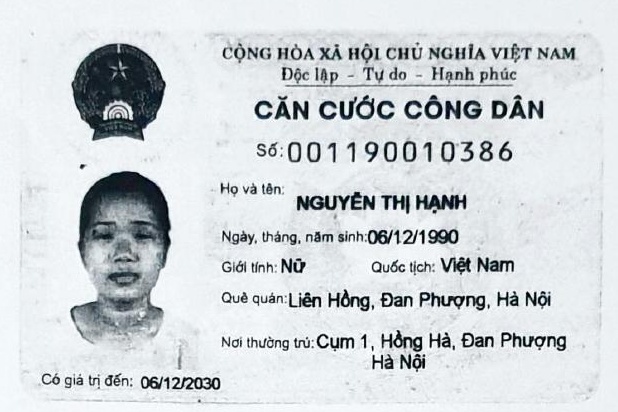 CỘNG HÒA XÃ HỘI CHỦ NGHĨA VIỆT NAM
Độc lập - Tự do - Hạnh phúc
CĂN CƯỚC CÔNG DÂN
Số: 001190010386
Họ và tên:
NGUYỄN THỊ HẠNH
Ngày, tháng, năm sinh: 06/12/1990
Giới tính: Nữ Quốc tịch: Việt Nam
Quê quán: Liên Hồng, Đan Phượng, Hà Nội
Nơi thường trú: Cụm 1, Hồng Hà, Đan Phượng
Hà Nội
Có giá trị đến: 06/12/2030